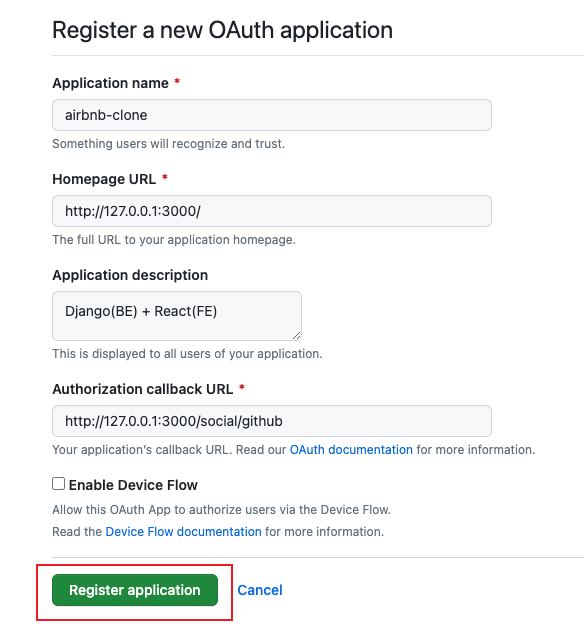 Register a new OAuth application
Application name *
airbnb-clone
Something users will recognize and trust.
Homepage URL *
http://127.0.0.1:3000/
The full URL to your application homepage.
Application description
Django(BE) + React(FE)
This is displayed to all users of your application.
Authorization callback URL *
http://127.0.0.1:3000/social/github
Your application's callback URL. Read our OAuth documentation for more information.
Enable Device Flow
Allow this OAuth App to authorize users via the Device Flow.
Read the Device Flow documentation for more information.
Register application Cancel